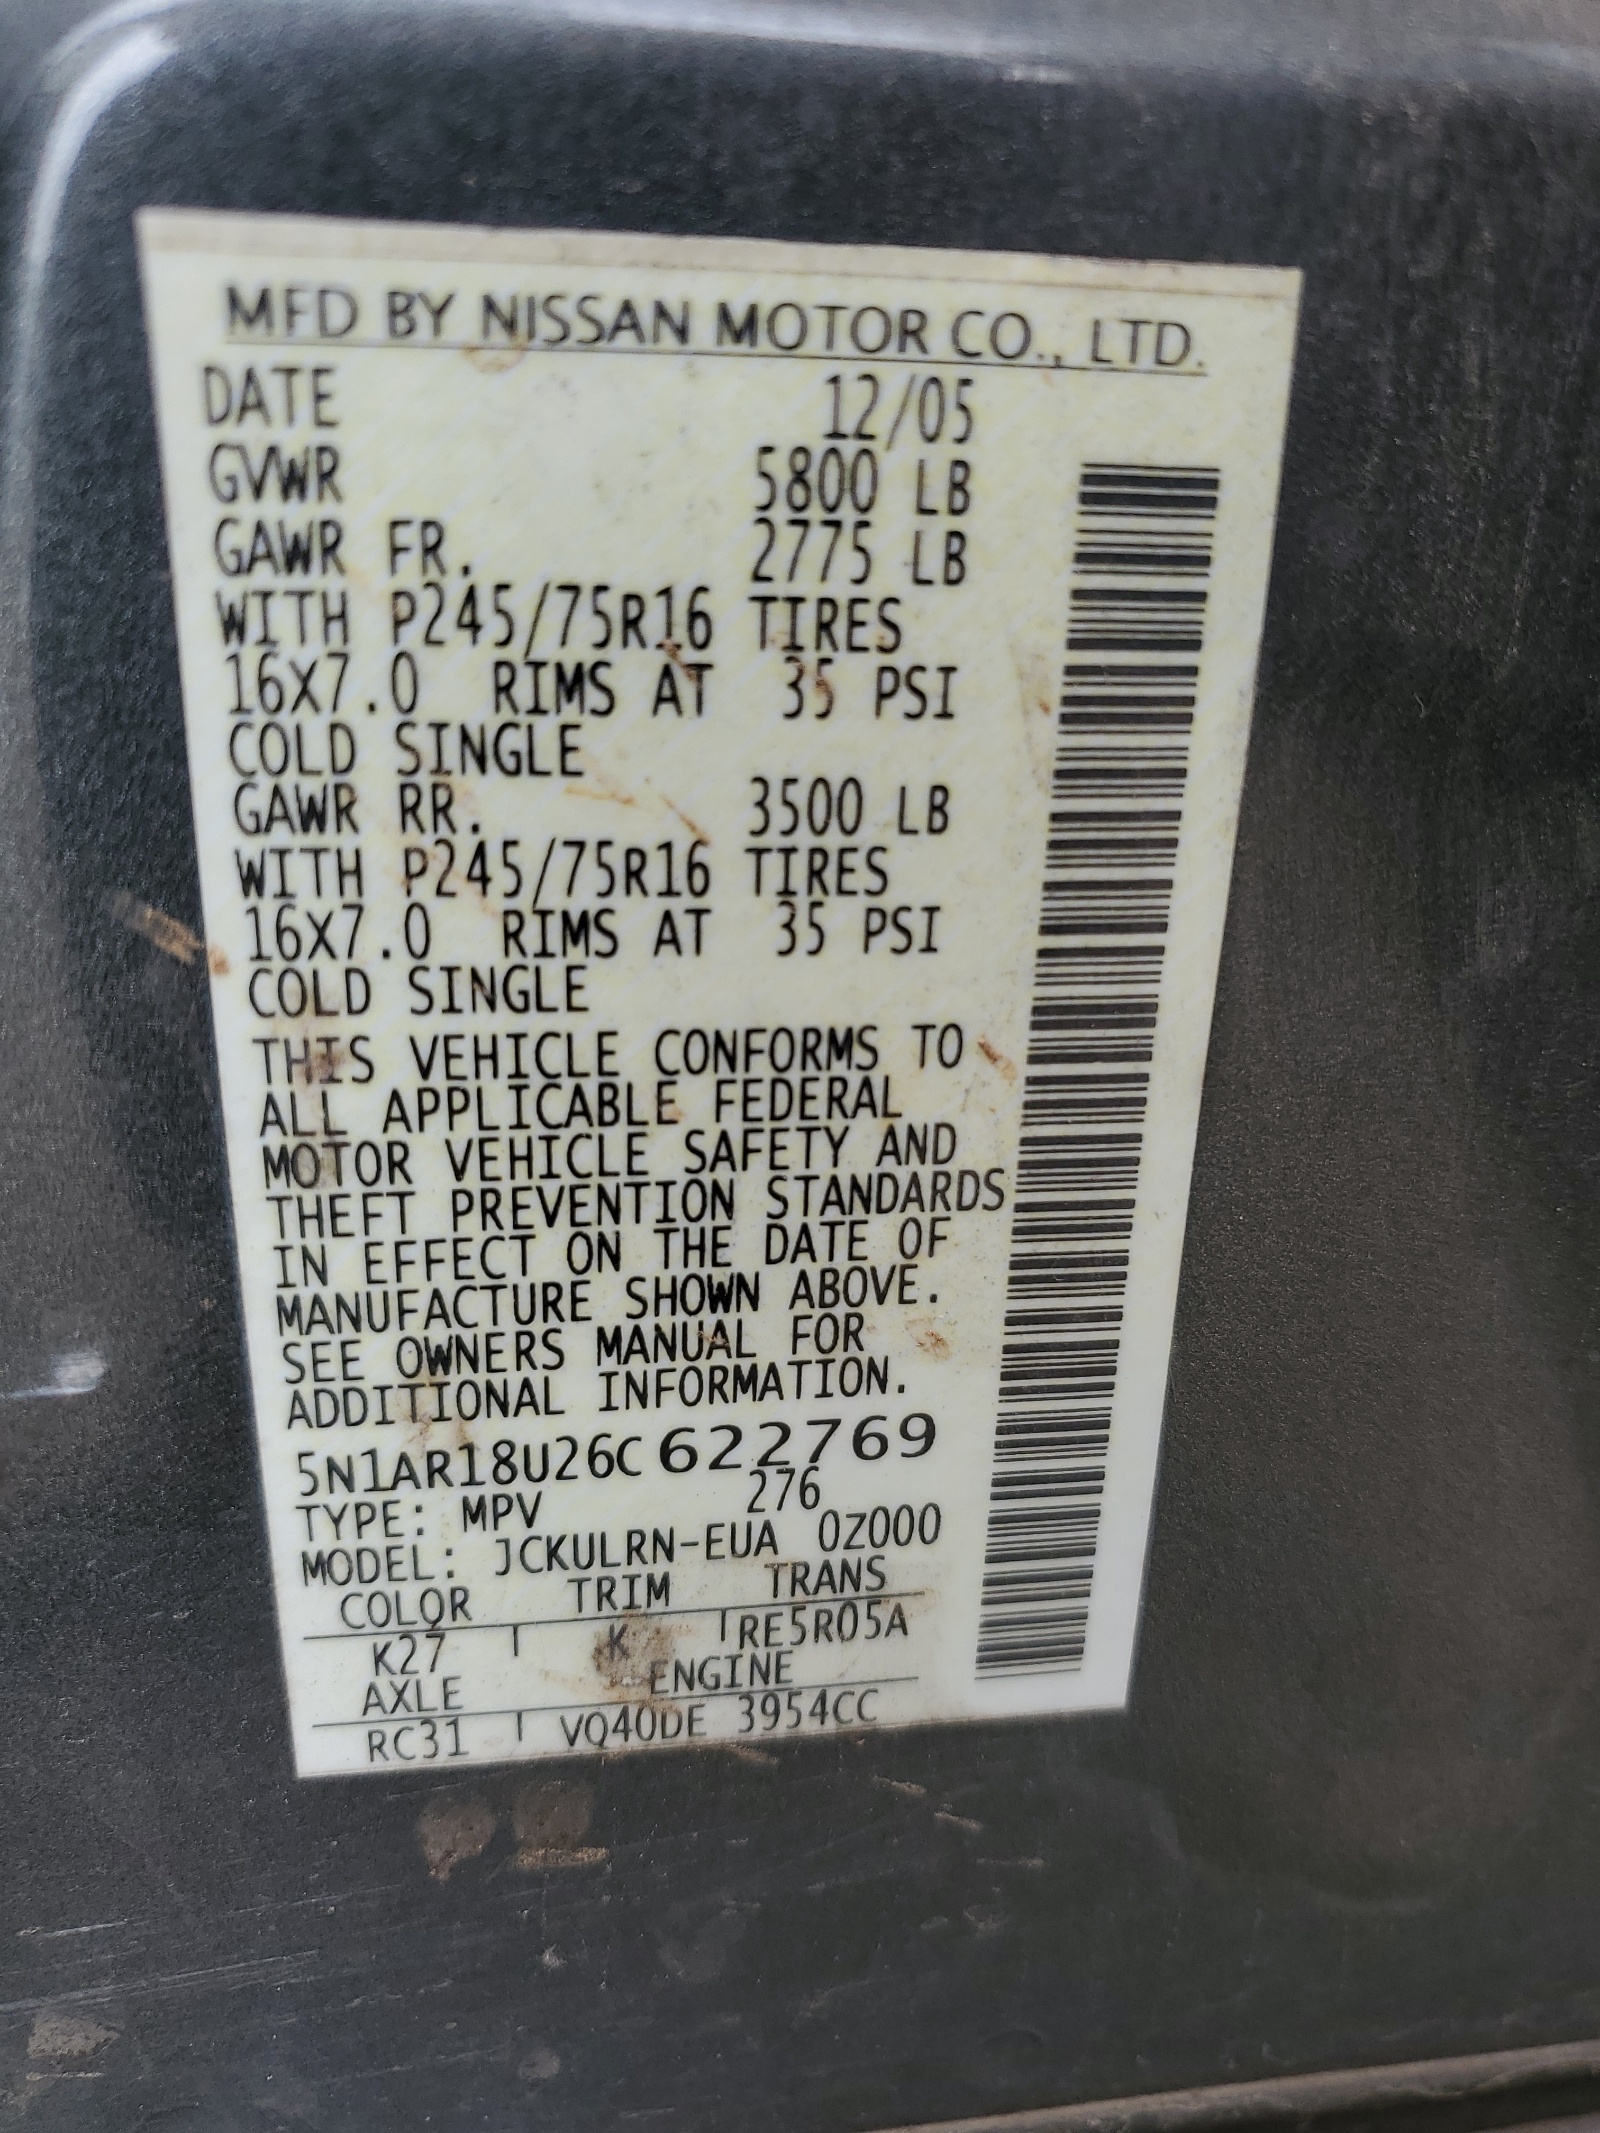 MFD BY NISSAN MOTOR CO., LTD.
DATE 12/05
GVWR 5800 LB
GAWR FR. 2775 LB
WITH P245/75R16 TIRES
16X7.0 RIMS AT 35 PSI
COLD SINGLE
GAWR RR. 3500 LB
WITH P245/75R16 TIRES
16X7.0 RIMS AT 35 PSI
COLD SINGLE
THIS VEHICLE CONFORMS TO
ALL APPLICABLE FEDERAL
MOTOR VEHICLE SAFETY AND
THEFT PREVENTION STANDARDS
IN EFFECT ON THE DATE OF
MANUFACTURE SHOWN ABOVE.
SEE OWNERS MANUAL FOR
ADDITIONAL INFORMATION.
5N1AR18U26C622769
TYPE: MPV 276
MODEL: JCKULRN-EUA 0Z000
COLOR TRIM TRANS
K27 K RE5R05A
AXLE ENGINE
RC31 VQ40DE 3954CC